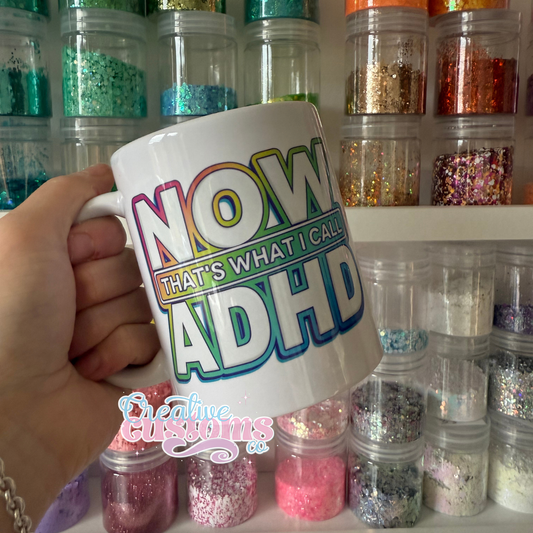 NOW
THAT'S WHAT I CALL
ADHD
Creative
customs
co.